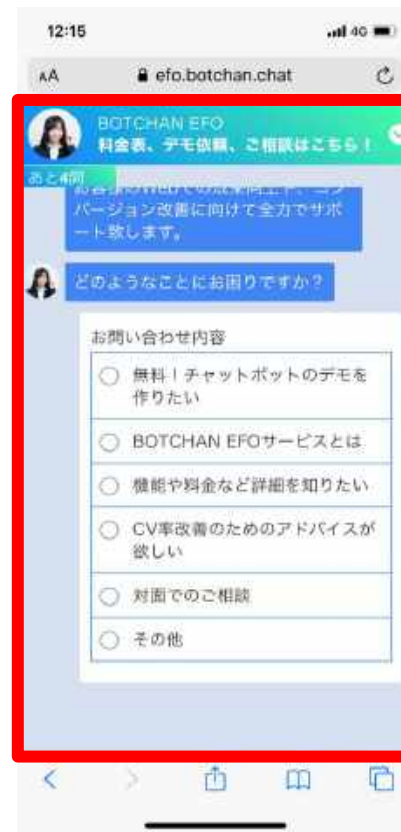 12:15
4G
AA
efo.botchan.chat
BOTCHAN EFO
料金表、デモ依頼、ご相談はこちら!
あと4問
バージョン改善に向けて全力でサポ
ート致します。
どのようなことにお困りですか?
お問い合わせ内容
無料!チャットボットのデモを
作りたい
BOTCHAN EFOサービスとは
機能や料金など詳細を知りたい
CV率改善のためのアドバイスが
欲しい
対面でのご相談
その他